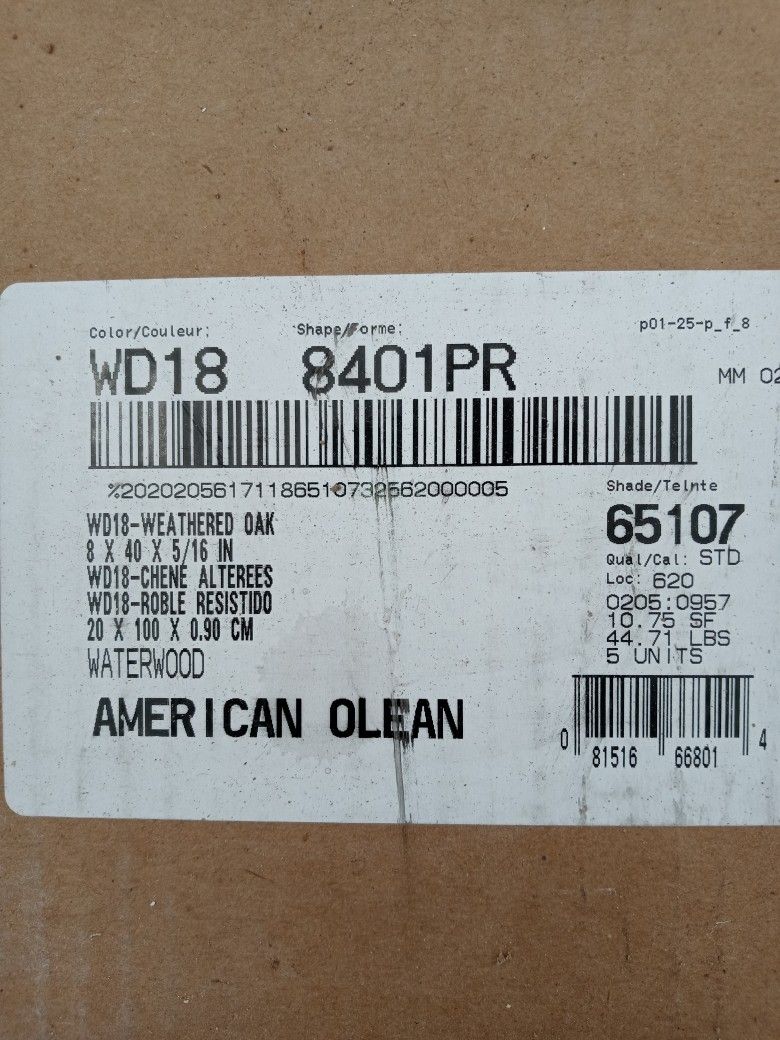 Color/Couleur: Shape/Forme: p01-25-p_f_8
WD18 8401PR
MM 02
%2020205617118651073256200000​5
Shade/Teinte
65107
WD18-WEATHERED OAK
8 X 40 X 5/16 IN
WD18-CHENE ALTEREES
WD18-ROBLE RESISTIDO
20 X 100 X 0.90 CM
WATERWOOD
AMERICAN OLEAN
Qual/Cal: STD
Loc: 620
0205:0957
10.75 SF
44.71 LBS
5 UNITS
0 81516 66801 4